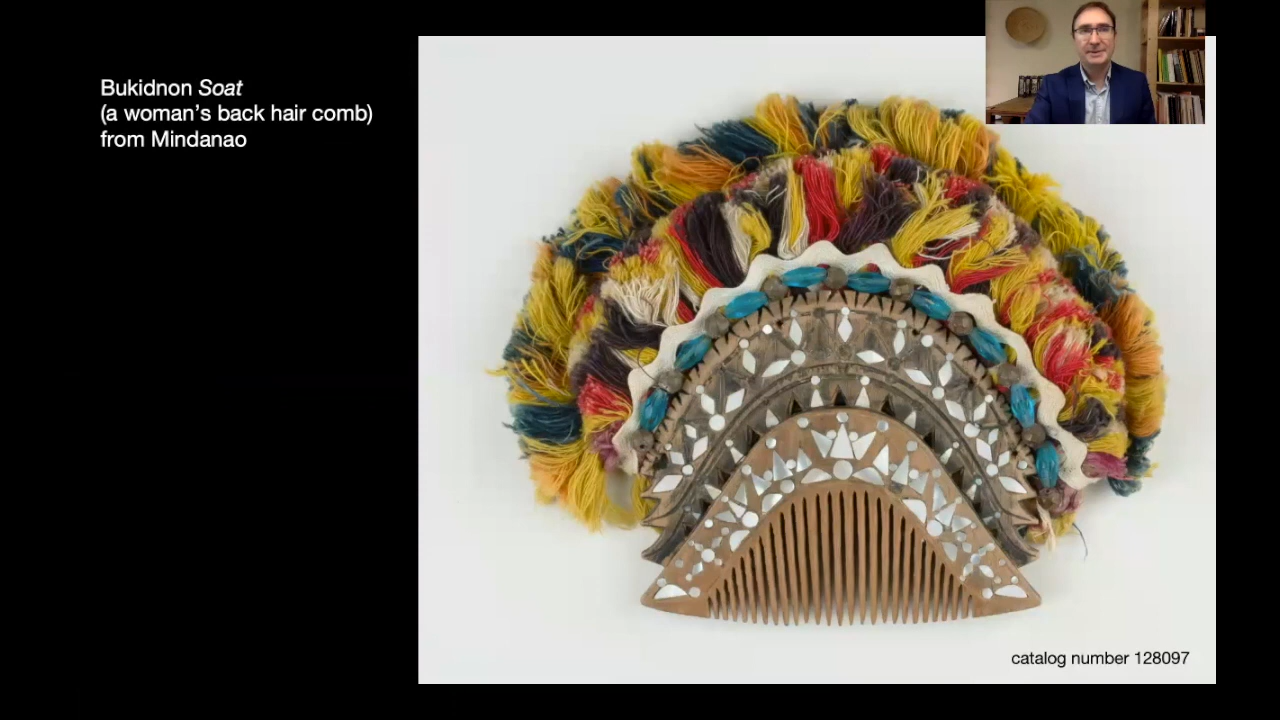 Bukidnon Soat
(a woman's back hair comb)
from Mindanao
catalog number 128097